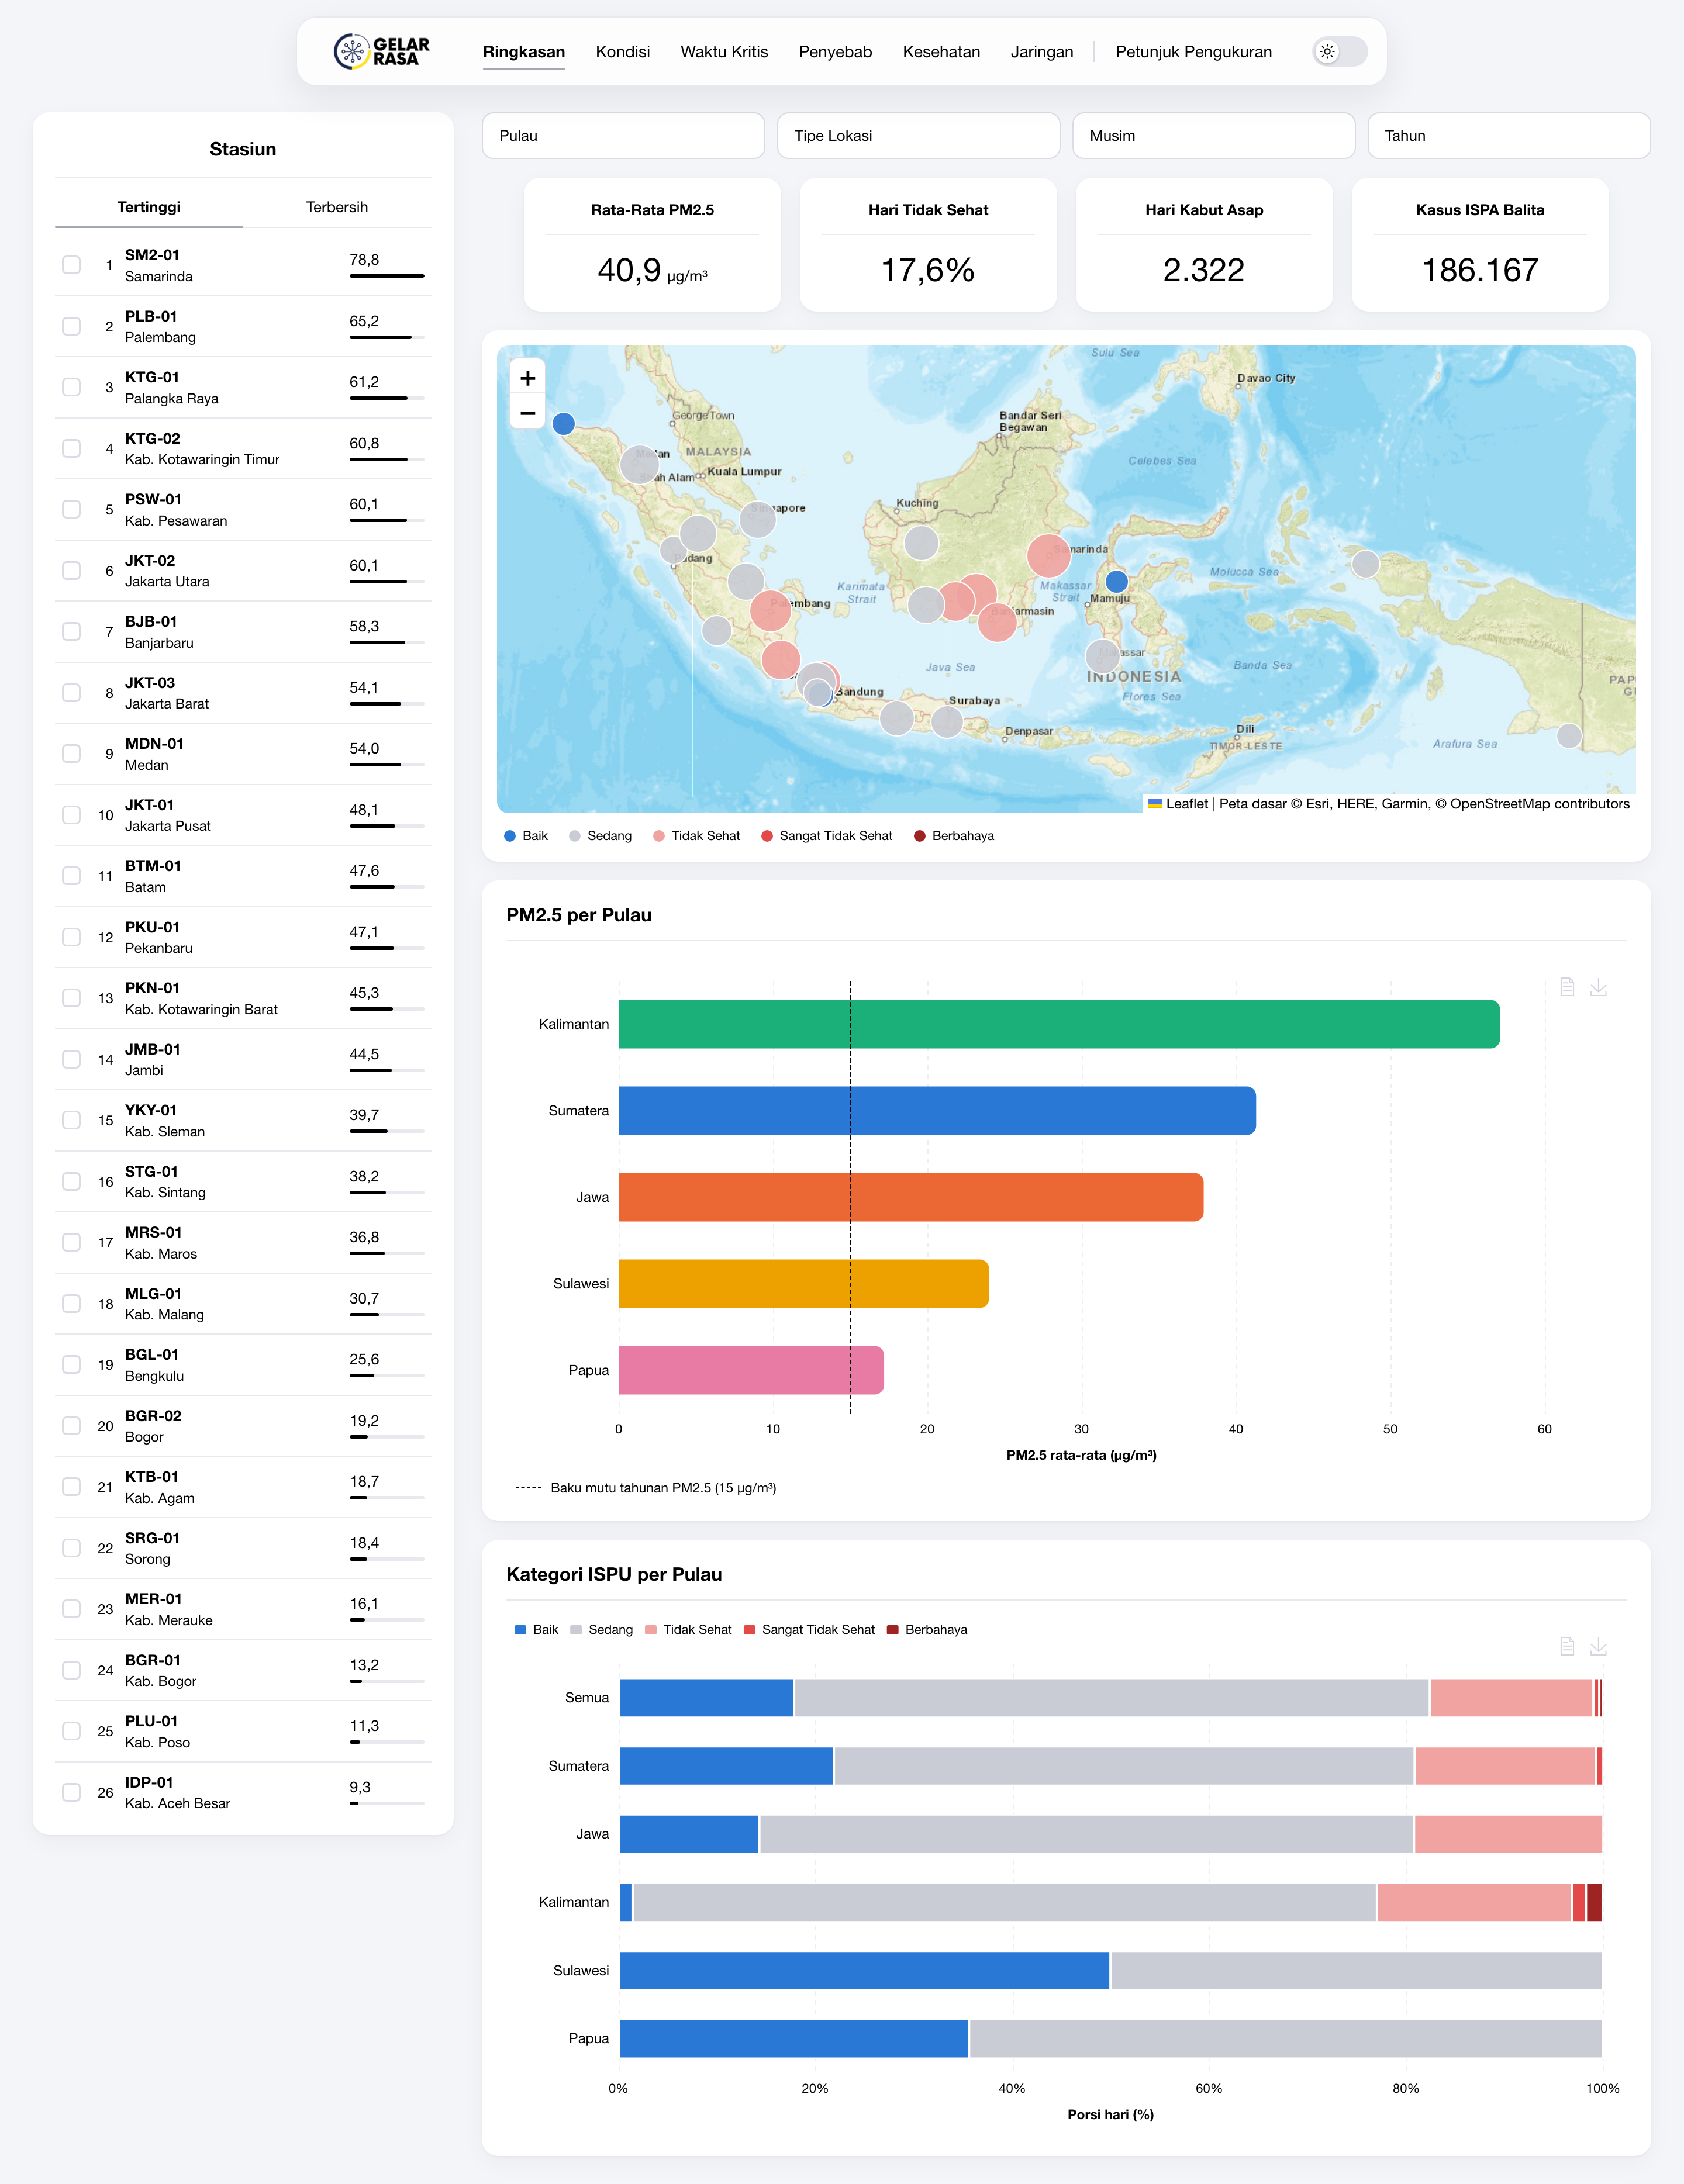 GELAR
RASA
Ringkasan
Kondisi
Waktu Kritis
Penyebab
Kesehatan
Jaringan
Petunjuk Pengukuran
Stasiun
Tertinggi
Terbersih
1
SM2-01
Samarinda
78,8
2
PLB-01
Palembang
65,2
3
KTG-01
Palangka Raya
61,2
4
KTG-02
Kab. Kotawaringin Timur
60,8
5
PSW-01
Kab. Pesawaran
60,1
6
JKT-02
Jakarta Utara
60,1
7
BJB-01
Banjarbaru
58,3
8
JKT-03
Jakarta Barat
54,1
9
MDN-01
Medan
54,0
10
JKT-01
Jakarta Pusat
48,1
11
BTM-01
Batam
47,6
12
PKU-01
Pekanbaru
47,1
13
PKN-01
Kab. Kotawaringin Barat
45,3
14
JMB-01
Jambi
44,5
15
YKY-01
Kab. Sleman
39,7
16
STG-01
Kab. Sintang
38,2
17
MRS-01
Kab. Maros
36,8
18
MLG-01
Kab. Malang
30,7
19
BGL-01
Bengkulu
25,6
20
BGR-02
Bogor
19,2
21
KTB-01
Kab. Agam
18,7
22
SRG-01
Sorong
18,4
23
MER-01
Kab. Merauke
16,1
24
BGR-01
Kab. Bogor
13,2
25
PLU-01
Kab. Poso
11,3
26
IDP-01
Kab. Aceh Besar
9,3
Pulau
Tipe Lokasi
Musim
Tahun
Rata-Rata PM2.5
40,9 µg/m³
Hari Tidak Sehat
17,6%
Hari Kabut Asap
2.322
Kasus ISPA Balita
186.167
+
−
Sulu Sea
Davao City
George Town
Bandar Seri
Begawan
MALAYSIA
Celebes Sea
Kuala Lumpur
Kuching
Molucca Sea
Karimata
Strait
Makassar
Strait
Mamuju
Java Sea
Banda Sea
INDONESIA
Bandung
Flores Sea
Surabaya
Denpasar
Dili
TIMOR-LESTE
Arafura Sea
Leaflet | Peta dasar © Esri, HERE, Garmin, © OpenStreetMap contributors
Baik
Sedang
Tidak Sehat
Sangat Tidak Sehat
Berbahaya
PM2.5 per Pulau
Kalimantan
Sumatera
Jawa
Sulawesi
Papua
0 10 20 30 40 50 60
PM2.5 rata-rata (µg/m³)
Baku mutu tahunan PM2.5 (15 µg/m³)
Kategori ISPU per Pulau
Baik
Sedang
Tidak Sehat
Sangat Tidak Sehat
Berbahaya
Semua
Sumatera
Jawa
Kalimantan
Sulawesi
Papua
0% 20% 40% 60% 80% 100%
Porsi hari (%)